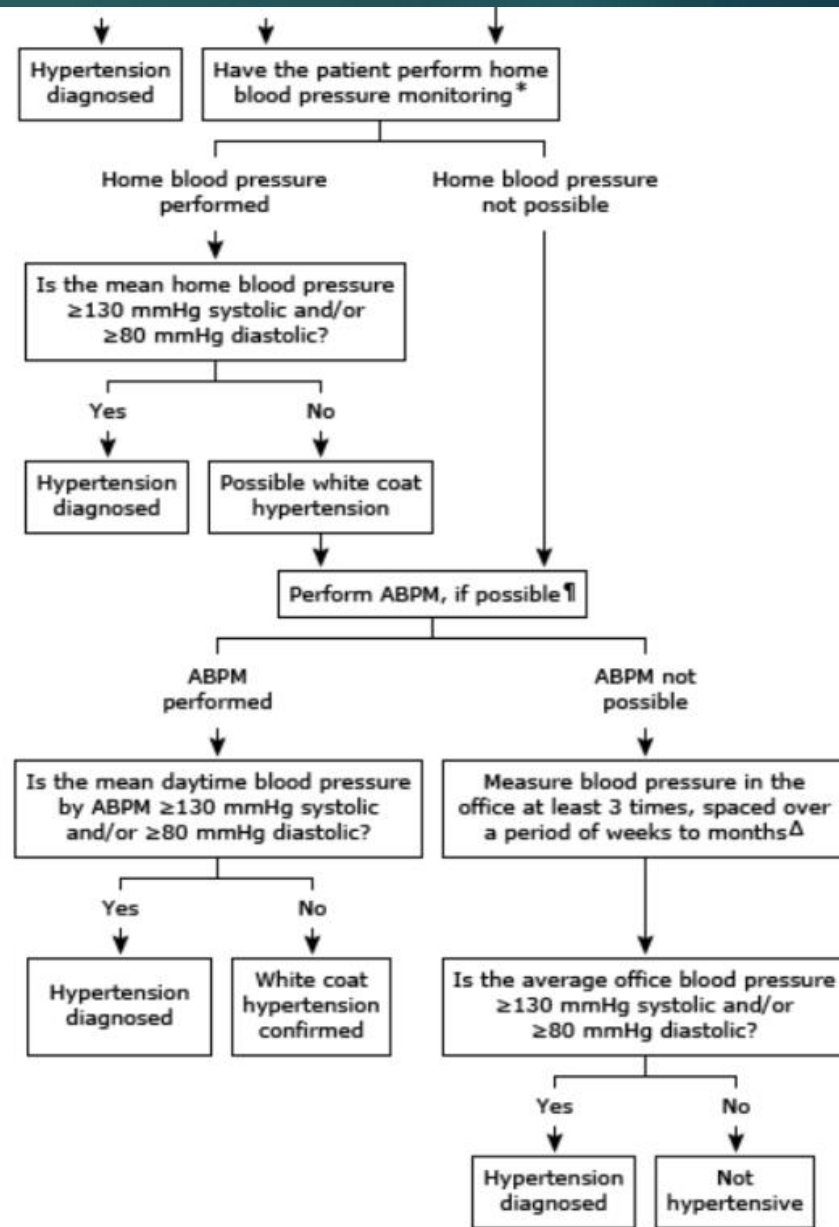 Hypertension
diagnosed
Have the patient perform home
blood pressure monitoring*
Home blood pressure
performed
Home blood pressure
not possible
Is the mean home blood pressure
≥130 mmHg systolic and/or
≥80 mmHg diastolic?
Yes
No
Hypertension
diagnosed
Possible white coat
hypertension
Perform ABPM, if possible¶
ABPM
performed
ABPM not
possible
Is the mean daytime blood pressure
by ABPM ≥130 mmHg systolic
and/or ≥80 mmHg diastolic?
Measure blood pressure in the
office at least 3 times, spaced over
a period of weeks to monthsΔ
Yes
No
Hypertension
diagnosed
White coat
hypertension
confirmed
Is the average office blood pressure
≥130 mmHg systolic and/or
≥80 mmHg diastolic?
Yes
No
Hypertension
diagnosed
Not
hypertensive